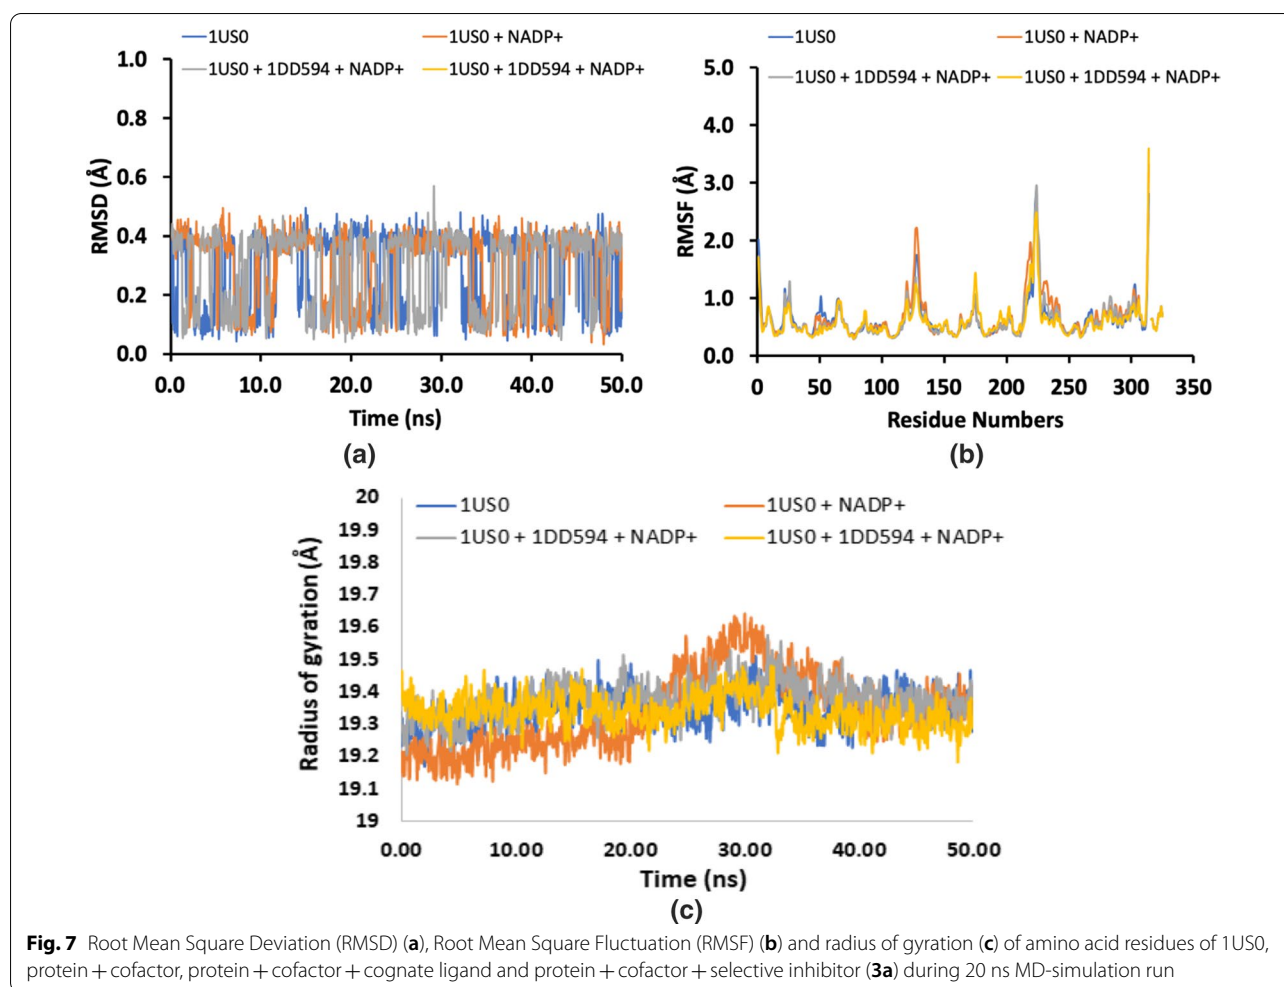 1US0
1US0 + NADP+
1US0 + 1DD594 + NADP+
1US0 + 1DD594 + NADP+
1.0
0.8
0.6
0.4
0.2
0.0
RMSD (Å)
0.0 10.0 20.0 30.0 40.0 50.0
Time (ns)
(a)
1US0
1US0 + NADP+
1US0 + 1DD594 + NADP+
1US0 + 1DD594 + NADP+
5.0
4.0
3.0
2.0
1.0
0.0
RMSF (Å)
0 50 100 150 200 250 300 350
Residue Numbers
(b)
1US0
1US0 + NADP+
1US0 + 1DD594 + NADP+
1US0 + 1DD594 + NADP+
20
19.9
19.8
19.7
19.6
19.5
19.4
19.3
19.2
19.1
19
Radius of gyration (Å)
0.00 10.00 20.00 30.00 40.00 50.00
Time (ns)
(c)
Fig. 7 Root Mean Square Deviation (RMSD) (a), Root Mean Square Fluctuation (RMSF) (b) and radius of gyration (c) of amino acid residues of 1US0,
protein + cofactor, protein + cofactor + cognate ligand and protein + cofactor + selective inhibitor (3a) during 20 ns MD-simulation run